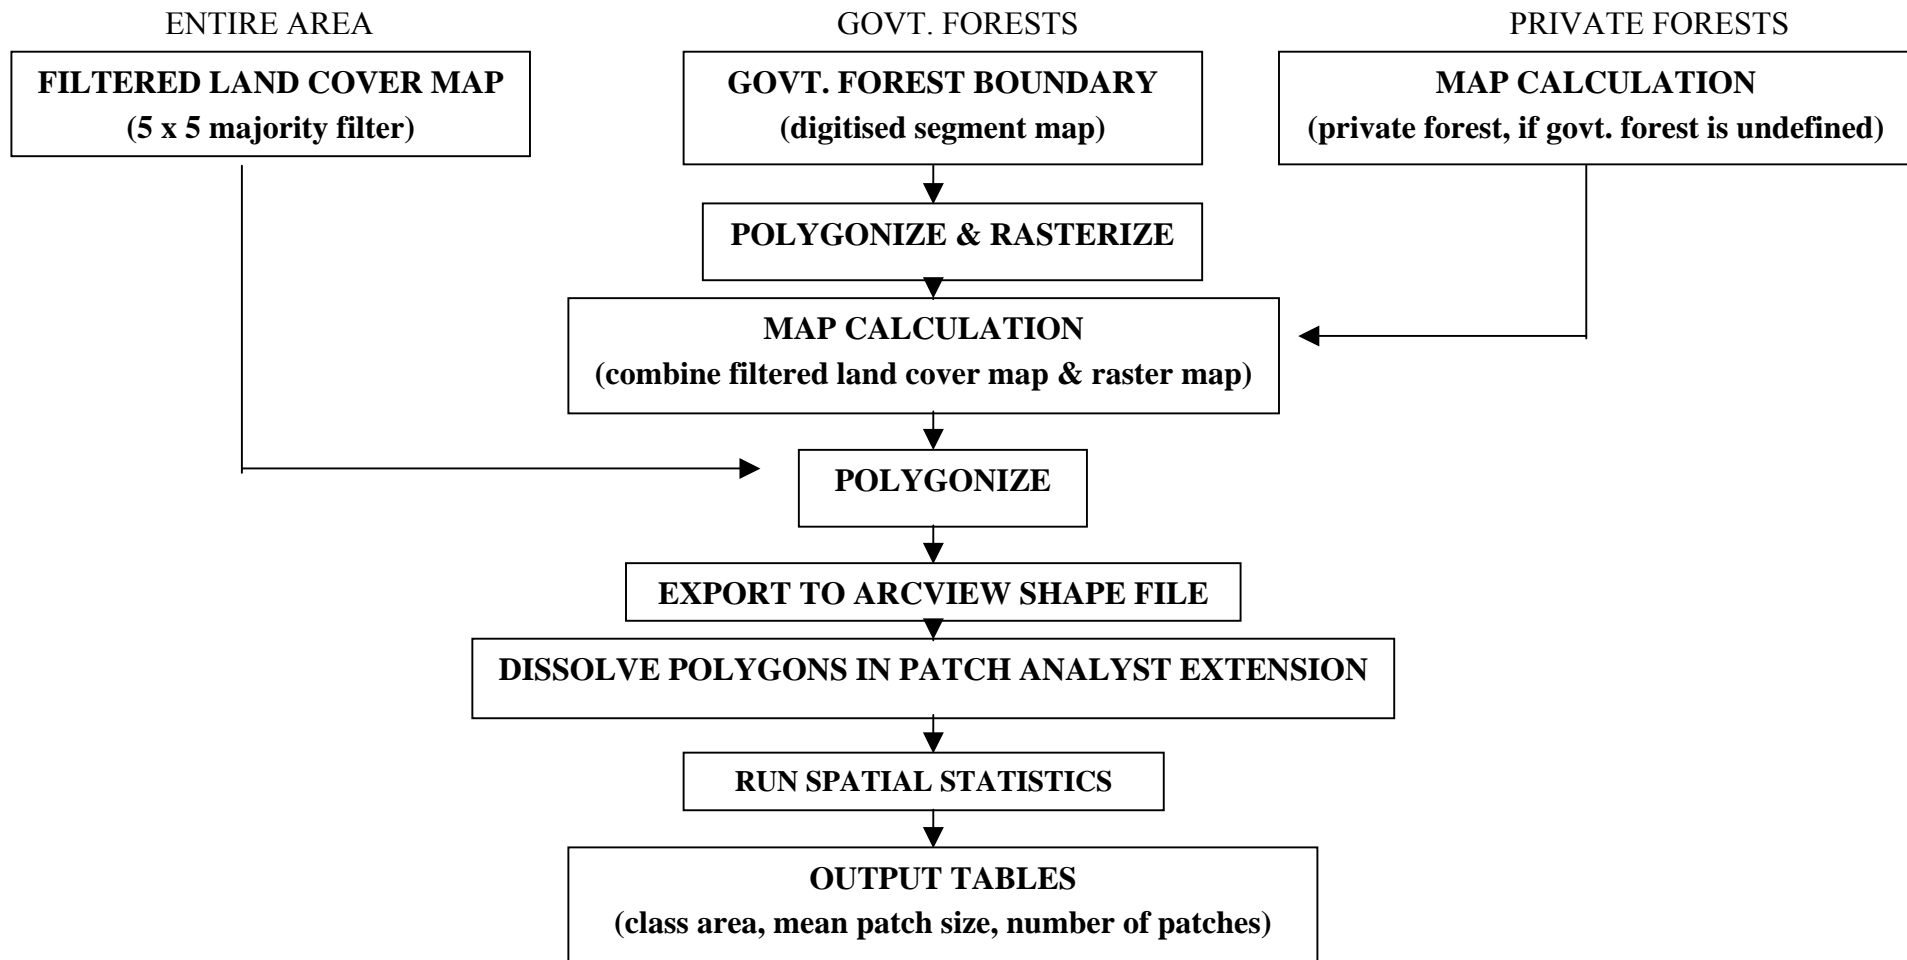 ENTIRE AREA
GOVT. FORESTS
PRIVATE FORESTS
FILTERED LAND COVER MAP
(5 x 5 majority filter)
GOVT. FOREST BOUNDARY
(digitised segment map)
MAP CALCULATION
(private forest, if govt. forest is undefined)
POLYGONIZE & RASTERIZE
MAP CALCULATION
(combine filtered land cover map & raster map)
POLYGONIZE
EXPORT TO ARCVIEW SHAPE FILE
DISSOLVE POLYGONS IN PATCH ANALYST EXTENSION
RUN SPATIAL STATISTICS
OUTPUT TABLES
(class area, mean patch size, number of patches)